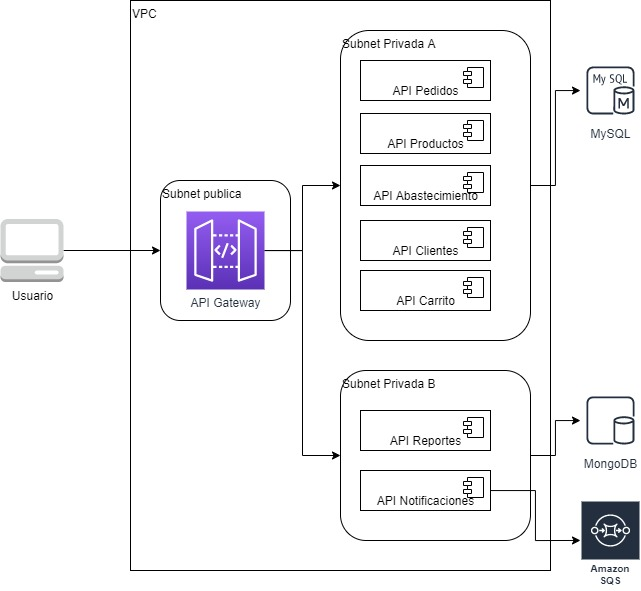 VPC
Subnet Privada A
API Pedidos
API Productos
API Abastecimiento
API Clientes
API Carrito
My SQL
M
MySQL
Subnet publica
</>
API Gateway
Usuario
Subnet Privada B
API Reportes
API Notificaciones
MongoDB
Amazon
SQS